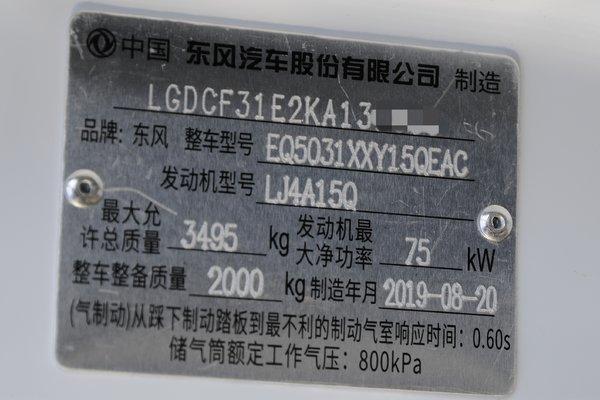 中国 东风汽车股份有限公司 制造
LGDCF31E2KA13
品牌：东风 整车型号 EQ5031XXY15QEAC
发动机型号 LJ4A15Q
最大允许总质量 3495 kg 发动机最大净功率 75 kW
整车整备质量 2000 kg 制造年月 2019-08-20
(气制动)从踩下制动踏板到最不利的制动气室响应时间：0.60s
储气筒额定工作气压：800kPa